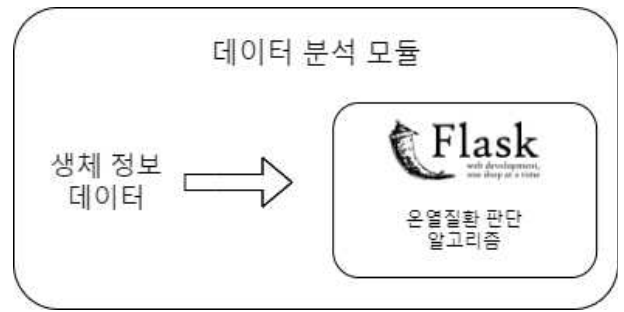 데이터 분석 모듈
생체 정보
데이터
Flask
web development,
one drop at a time
온열질환 판단
알고리즘